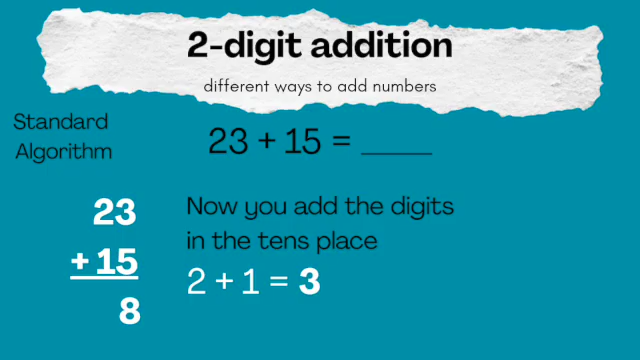 2-digit addition
different ways to add numbers
Standard
Algorithm
23 + 15 = ____
23
+ 15
8
Now you add the digits
in the tens place
2 + 1 = 3